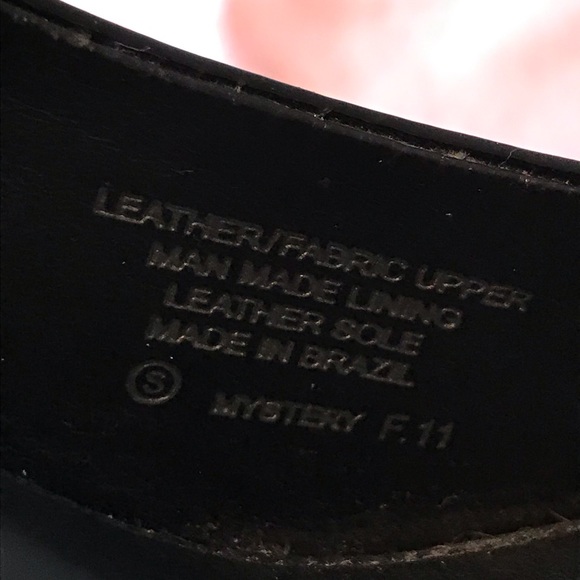 LEATHER/FABRIC UPPER
MAN MADE LINING
LEATHER SOLE
MADE IN BRAZIL
Ⓢ MYSTERY F.11